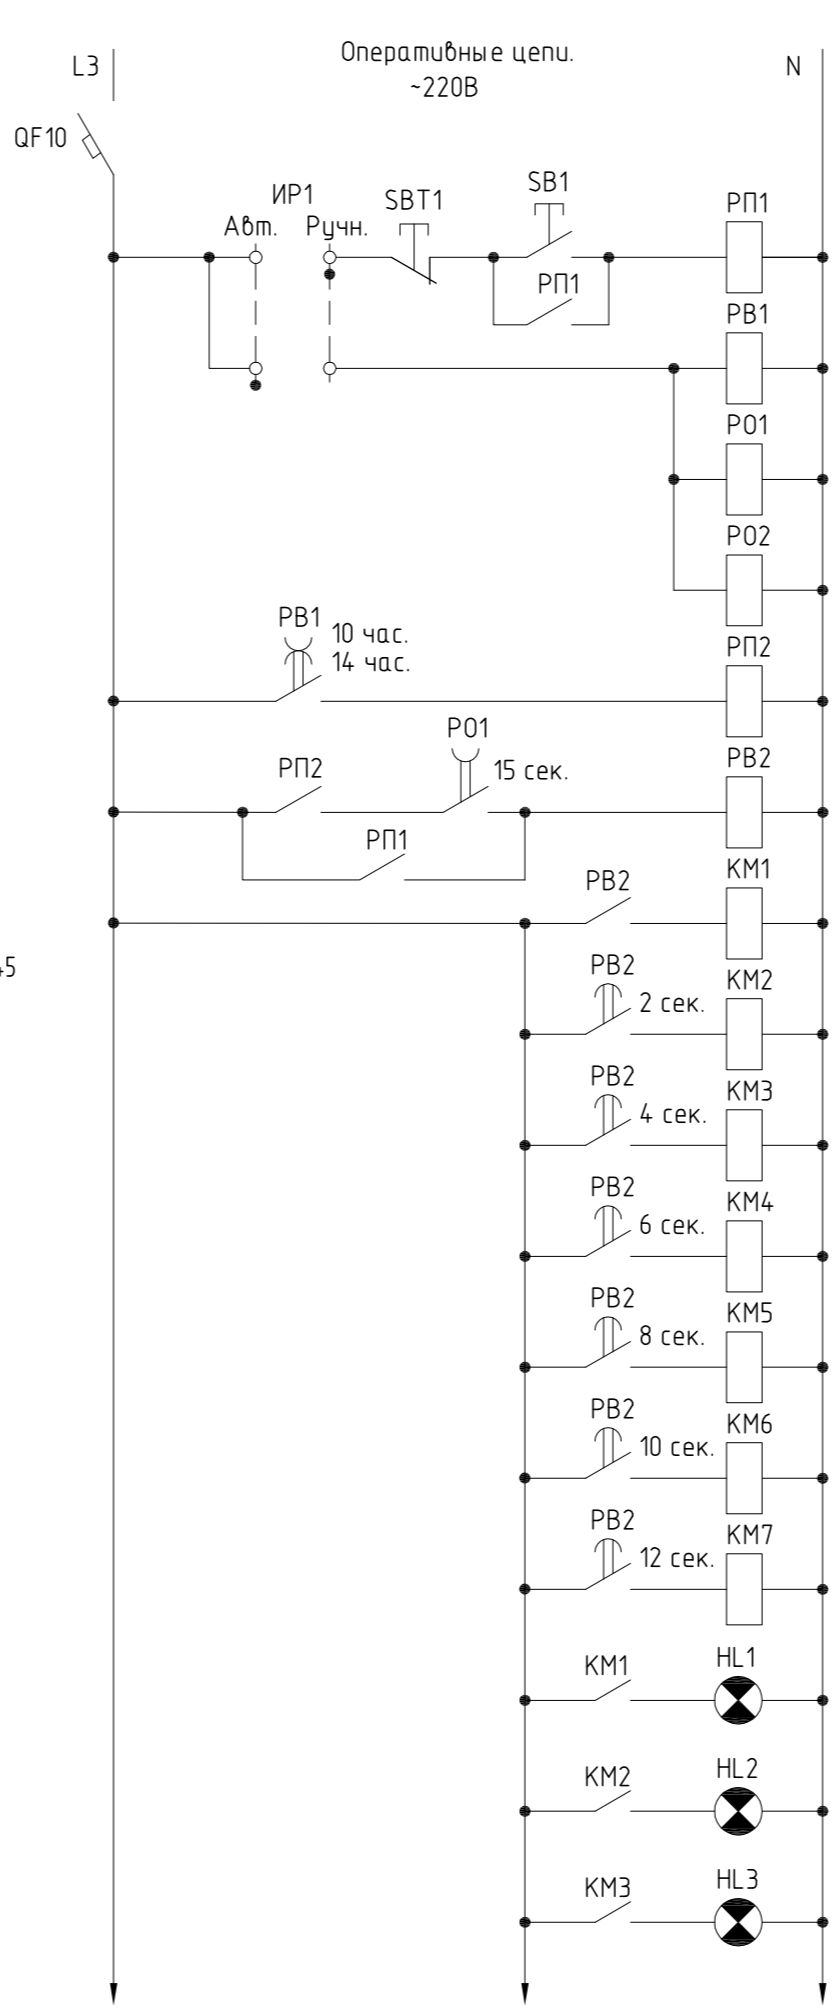 Оперативные цепи.
~220В
L3
N
QF10
ИР1
Авт.
Ручн.
SBT1
SB1
РП1
РП1
РВ1
РО1
РО2
РВ1
10 час.
14 час.
РП2
РП2
РО1
15 сек.
РВ2
РП1
РВ2
КМ1
45
РВ2
2 сек.
КМ2
РВ2
4 сек.
КМ3
РВ2
6 сек.
КМ4
РВ2
8 сек.
КМ5
РВ2
10 сек.
КМ6
РВ2
12 сек.
КМ7
КМ1
HL1
КМ2
HL2
КМ3
HL3